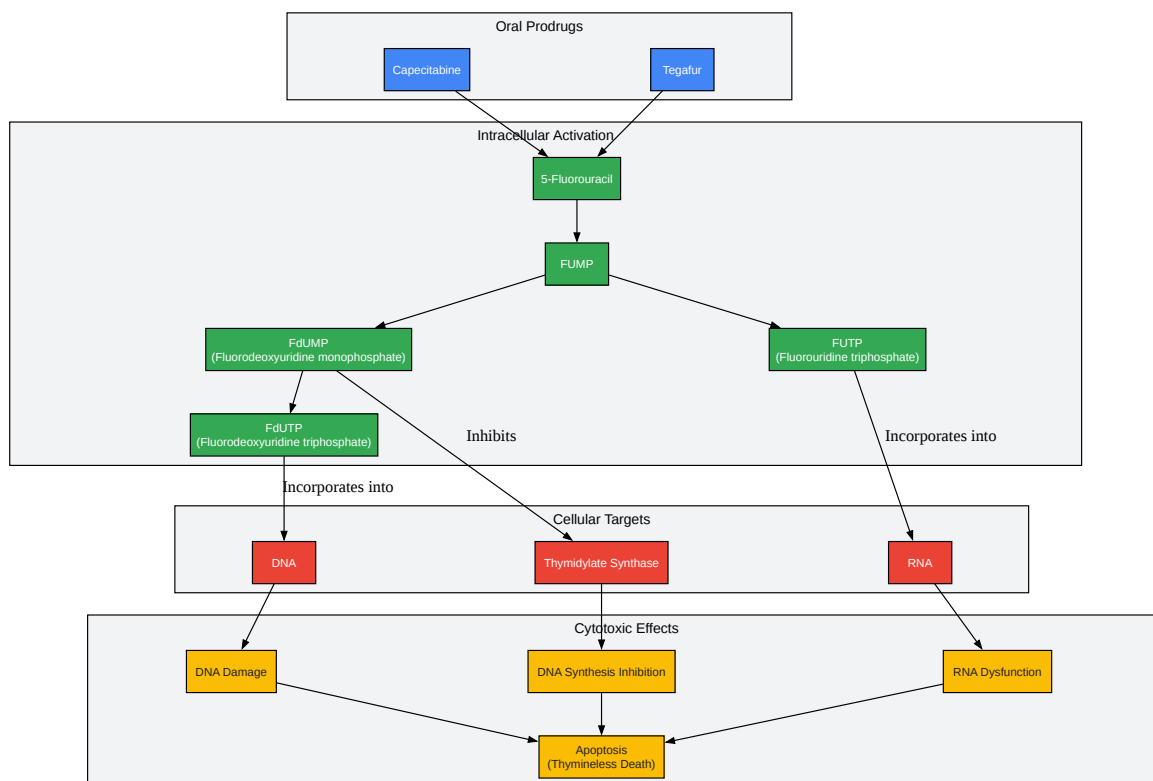 Oral Prodrugs
Capecitabine
Tegafur
Intracellular Activation
5-Fluorouracil
FUMP
FdUMP
(Fluorodeoxyuridine monophosphate)
FUTP
(Fluorouridine triphosphate)
FdUTP
(Fluorodeoxyuridine triphosphate)
Inhibits
Incorporates into
Incorporates into
Cellular Targets
DNA
Thymidylate Synthase
RNA
Cytotoxic Effects
DNA Damage
DNA Synthesis Inhibition
RNA Dysfunction
Apoptosis
(Thymineless Death)